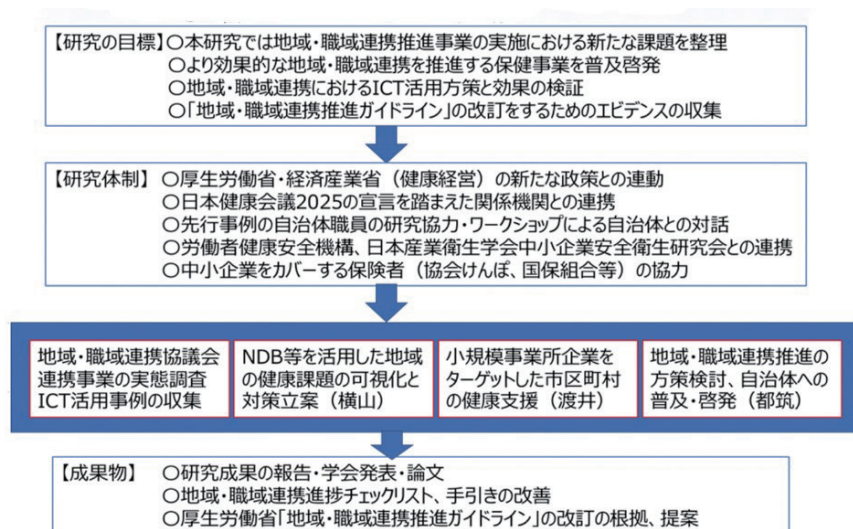 【研究の目標】○本研究では地域・職域連携推進事業の実施における新たな課題を整理
○より効果的な地域・職域連携を推進する保健事業を普及啓発
○地域・職域連携におけるICT活用方策と効果の検証
○「地域・職域連携推進ガイドライン」の改訂をするためのエビデンスの収集
【研究体制】 ○厚生労働省・経済産業省（健康経営）の新たな政策との連動
○日本健康会議2025の宣言を踏まえた関係機関との連携
○先行事例の自治体職員の研究協力・ワークショップによる自治体との対話
○労働者健康安全機構、日本産業衛生学会中小企業安全衛生研究会との連携
○中小企業をカバーする保険者（協会けんぽ、国保組合等）の協力
地域・職域連携協議会
連携事業の実態調査
ICT活用事例の収集
NDB等を活用した地域
の健康課題の可視化と
対策立案（横山）
小規模事業所企業を
ターゲットした市区町村
の健康支援（渡井）
地域・職域連携推進の
方策検討、自治体への
普及・啓発（都筑）
【成果物】 ○研究成果の報告・学会発表・論文
○地域・職域連携進捗チェックリスト、手引きの改善
○厚生労働省「地域・職域連携推進ガイドライン」の改訂の根拠、提案